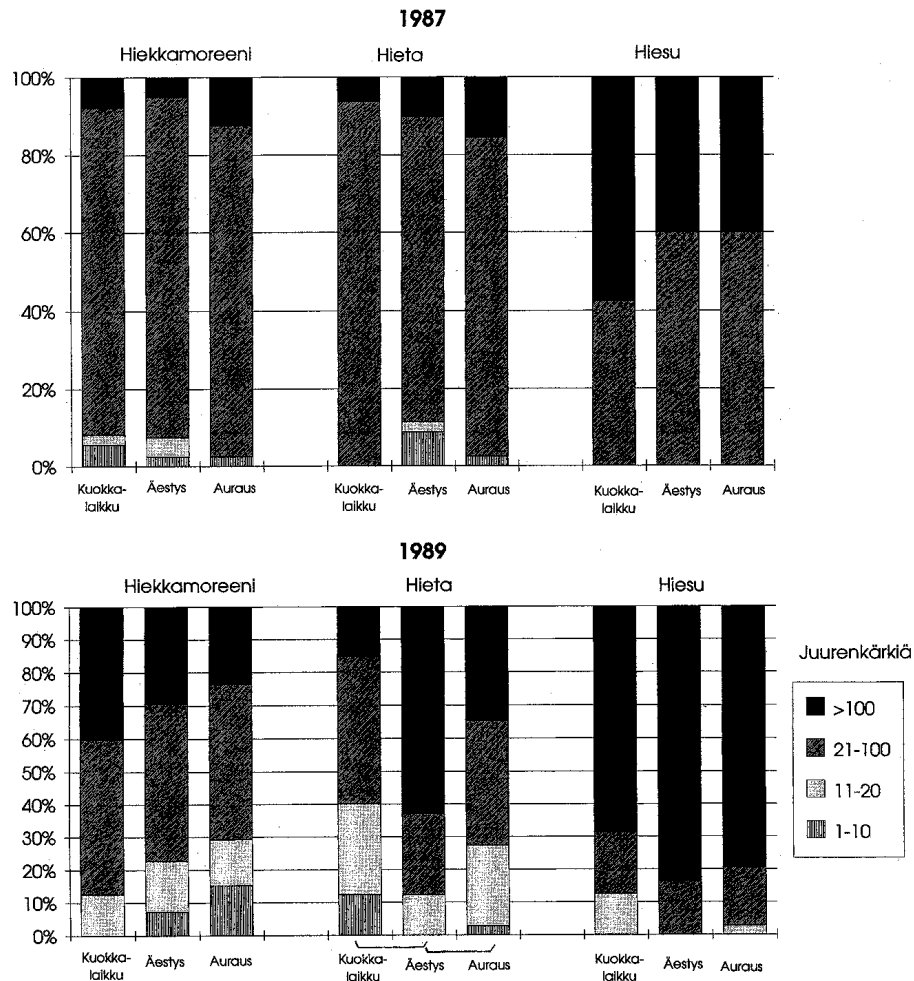 1987
Hiekkamoreeni Hieta Hiesu
100%
80%
60%
40%
20%
0%
Kuokka-
laikku Äestys Auraus Kuokka-
laikku Äestys Auraus Kuokka-
laikku Äestys Auraus
1989
Hiekkamoreeni Hieta Hiesu
100%
90%
80%
70%
60%
50%
40%
30%
20%
10%
0%
Kuokka-
laikku Äestys Auraus Kuokka-
laikku Äestys Auraus Kuokka-
laikku Äestys Auraus
Juurenkärkiä
>100
21-100
11-20
1-10